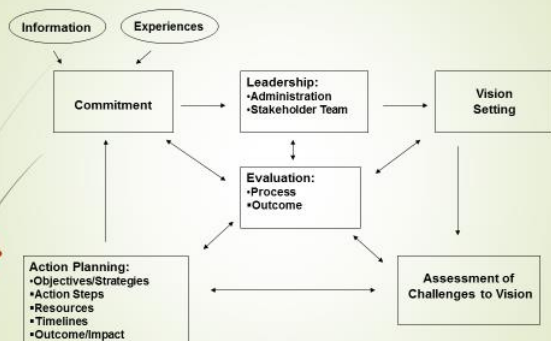 Information
Experiences
Commitment
Leadership:
•Administration
•Stakeholder Team
Vision
Setting
Evaluation:
•Process
▪Outcome
Action Planning:
•Objectives/Strategies
▪Action Steps
▪Resources
▪Timelines
▪Outcome/Impact
Assessment of
Challenges to Vision